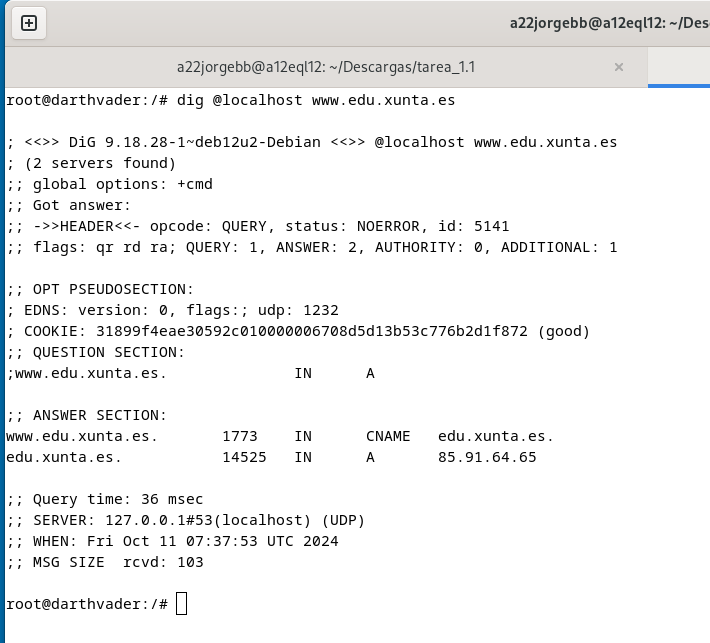 a22jorgebb@a12eql12: ~/Des
a22jorgebb@a12eql12: ~/Descargas/tarea_1.1 ×
root@darthvader:/# dig @localhost www.edu.xunta.es
; <<>> DiG 9.18.28-1~deb12u2-Debian <<>> @localhost www.edu.xunta.es
; (2 servers found)
;; global options: +cmd
;; Got answer:
;; ->>HEADER<<- opcode: QUERY, status: NOERROR, id: 5141
;; flags: qr rd ra; QUERY: 1, ANSWER: 2, AUTHORITY: 0, ADDITIONAL: 1
;; OPT PSEUDOSECTION:
; EDNS: version: 0, flags:; udp: 1232
; COOKIE: 31899f4eae30592c010000006708d5d13b53c776b2d1f872 (good)
;; QUESTION SECTION:
;www.edu.xunta.es. IN A
;; ANSWER SECTION:
www.edu.xunta.es. 1773 IN CNAME edu.xunta.es.
edu.xunta.es. 14525 IN A 85.91.64.65
;; Query time: 36 msec
;; SERVER: 127.0.0.1#53(localhost) (UDP)
;; WHEN: Fri Oct 11 07:37:53 UTC 2024
;; MSG SIZE rcvd: 103
root@darthvader:/#